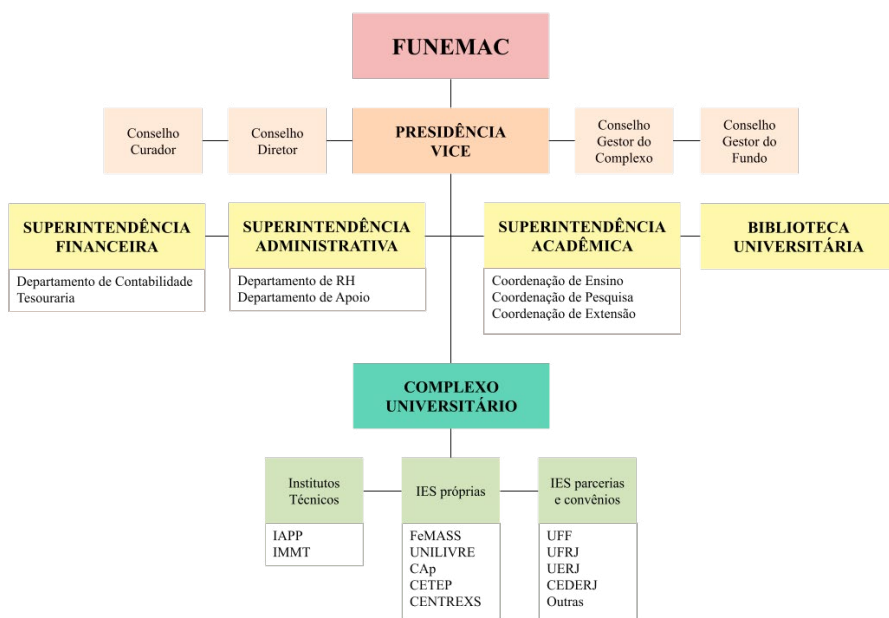 FUNEMAC
Conselho
Curador
Conselho
Diretor
PRESIDÊNCIA
VICE
Conselho
Gestor do
Complexo
Conselho
Gestor do
Fundo
SUPERINTENDÊNCIA
FINANCEIRA
Departamento de Contabilidade
Tesouraria
SUPERINTENDÊNCIA
ADMINISTRATIVA
Departamento de RH
Departamento de Apoio
SUPERINTENDÊNCIA
ACADÊMICA
Coordenação de Ensino
Coordenação de Pesquisa
Coordenação de Extensão
BIBLIOTECA
UNIVERSITÁRIA
COMPLEXO
UNIVERSITÁRIO
Institutos
Técnicos
IAPP
IMMT
IES próprias
FeMASS
UNILIVRE
CAp
CETEP
CENTREXS
IES parcerias
e convênios
UFF
UFRJ
UERJ
CEDERJ
Outras